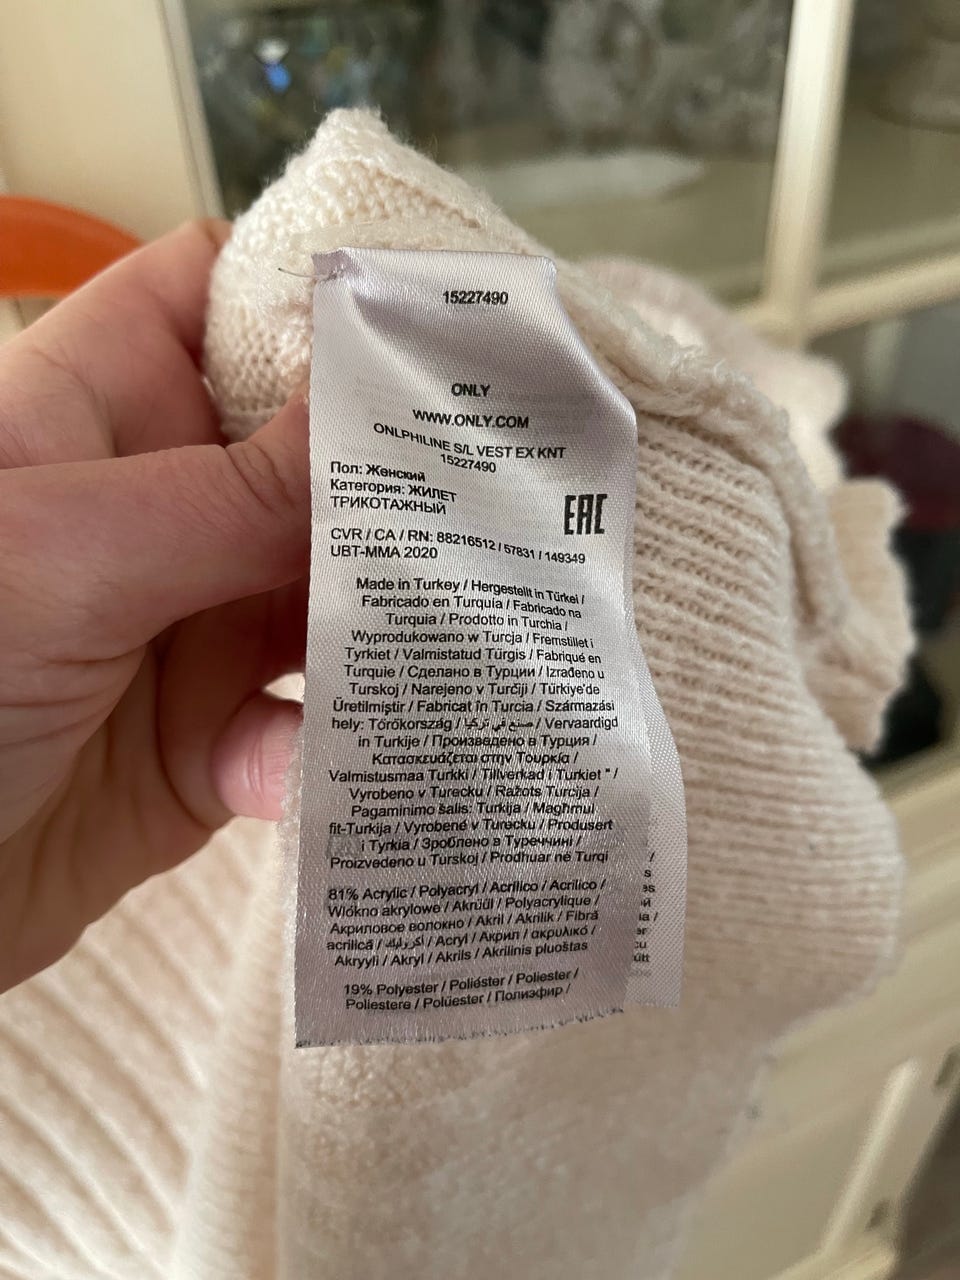 15227490
ONLY
WWW.ONLY.COM
ONLPHILINE S/L VEST EX KNT
15227490
Пол: Женский
Категория: ЖИЛЕТ
ТРИКОТАЖНЫЙ
EAC
CVR / CA / RN: 88216512 / 57831 / 149349
UBT-MMA 2020
Made in Turkey / Hergestellt in Türkei /
Fabricado en Turquía / Fabricado na
Turquia / Prodotto in Turchia /
Wyprodukowano w Turcja / Fremstillet i
Tyrkiet / Valmistatud Türgis / Fabriqué en
Turquie / Сделано в Турции / Izrađeno u
Turskoj / Narejeno v Turčiji / Türkiye'de
Üretilmiştir / Fabricat în Turcia / Származási
hely: Törökország / صنع في تركيا / Vervaardigd
in Turkije / Произведено в Турция /
Κατασκευάζεται στην Τουρκία /
Valmistusmaa Turkki / Tillverkad i Turkiet " /
Vyrobeno v Turecku / Ražots Turcija /
Pagaminimo šalis: Turkija / Magħmul
fit-Turkija / Vyrobené v Turecku / Produsert
i Tyrkia / Зроблено в Туреччині /
Proizvedeno u Turskoj / Prodhuar në Turqi
81% Acrylic / Polyacryl / Acrílico / Acrilico /
Włókno akrylowe / Akrüül / Polyacrylique /
Акриловое волокно / Akril / Akrilik / Fibră
acrilică / أكريليك / Acryl / Акрил / ακρυλικό /
Akryyli / Akryl / Akrils / Akrilinis pluoštas
19% Polyester / Poliéster / Poliester /
Poliestere / Polüester / Полиэфир /